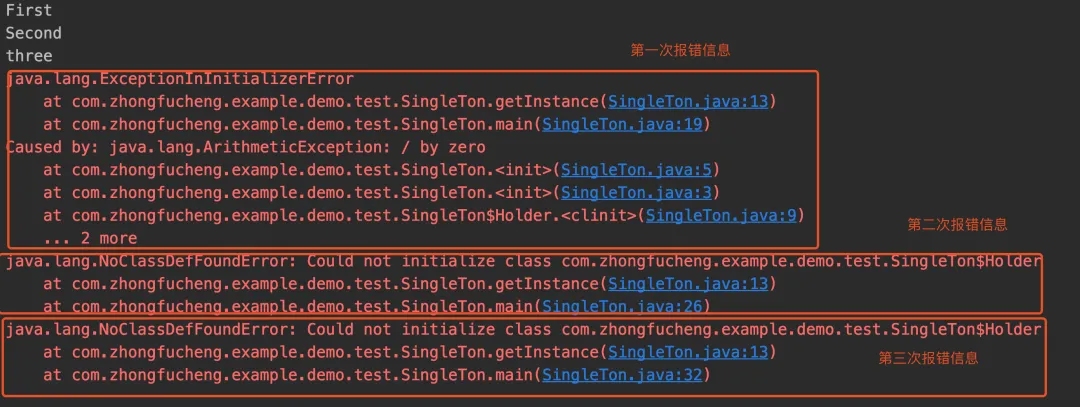 First
Second
three
第一次报错信息
java.lang.ExceptionInInitializerError
at com.zhongfucheng.example.demo.test.SingleTon.getInstance(SingleTon.java:13)
at com.zhongfucheng.example.demo.test.SingleTon.main(SingleTon.java:19)
Caused by: java.lang.ArithmeticException: / by zero
at com.zhongfucheng.example.demo.test.SingleTon.<init>(SingleTon.java:5)
at com.zhongfucheng.example.demo.test.SingleTon.<init>(SingleTon.java:3)
at com.zhongfucheng.example.demo.test.SingleTon$Holder.<clinit>(SingleTon.java:9)
... 2 more
第二次报错信息
java.lang.NoClassDefFoundError: Could not initialize class com.zhongfucheng.example.demo.test.SingleTon$Holder
at com.zhongfucheng.example.demo.test.SingleTon.getInstance(SingleTon.java:13)
at com.zhongfucheng.example.demo.test.SingleTon.main(SingleTon.java:26)
java.lang.NoClassDefFoundError: Could not initialize class com.zhongfucheng.example.demo.test.SingleTon$Holder
at com.zhongfucheng.example.demo.test.SingleTon.getInstance(SingleTon.java:13)
第三次报错信息
at com.zhongfucheng.example.demo.test.SingleTon.main(SingleTon.java:32)